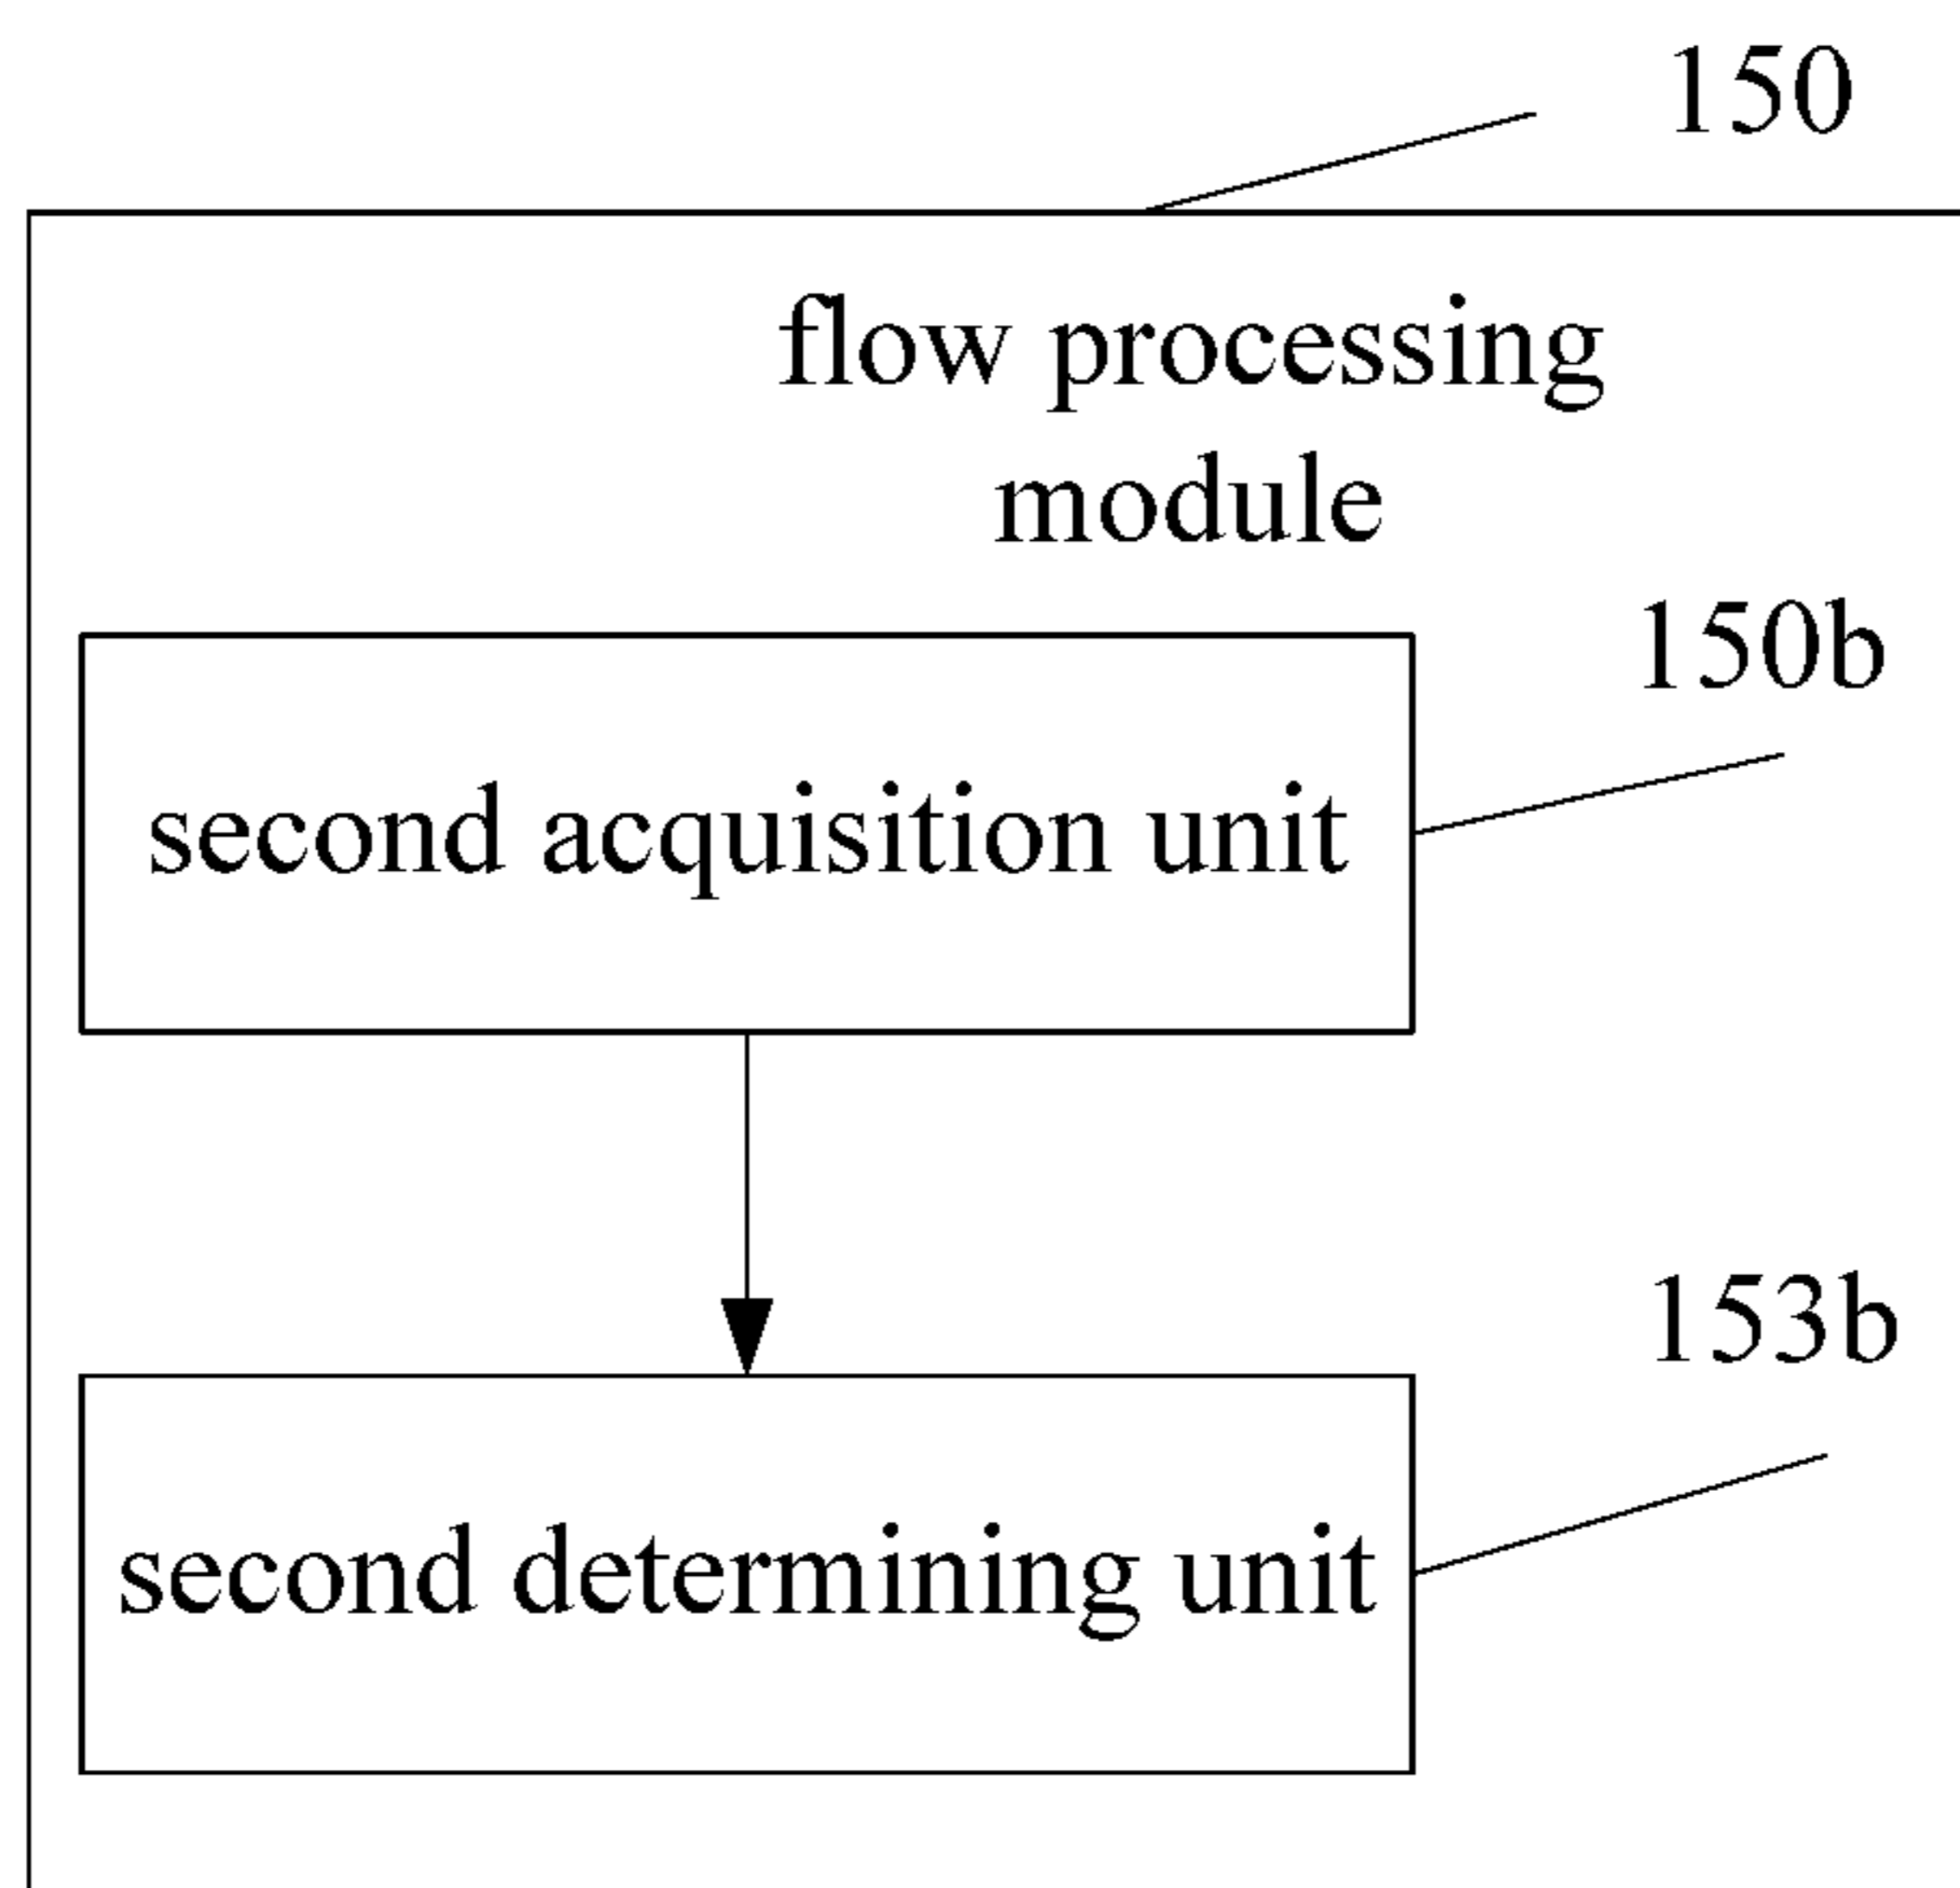 150
flow processing
module
150b
second acquisition unit
153b
second determining unit